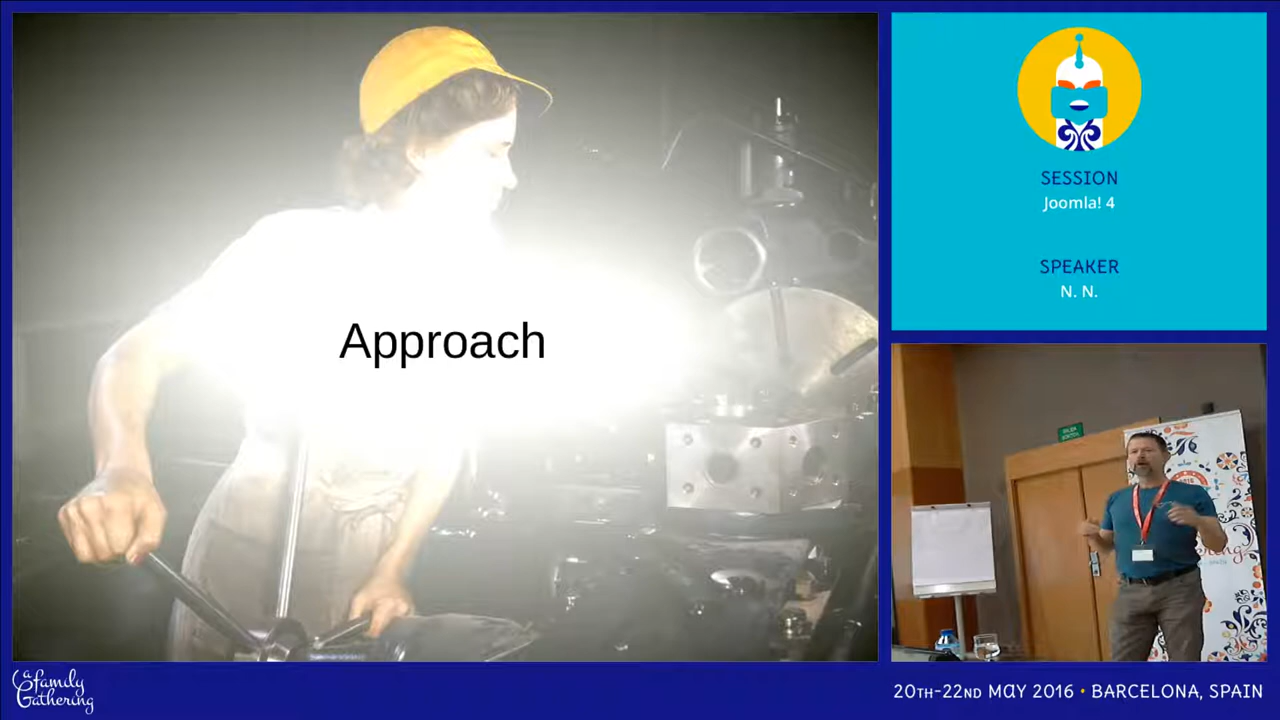 Approach
SESSION
Joomla! 4
SPEAKER
N. N.
a
family
Gathering
20TH-22ND MAY 2016 • BARCELONA, SPAIN